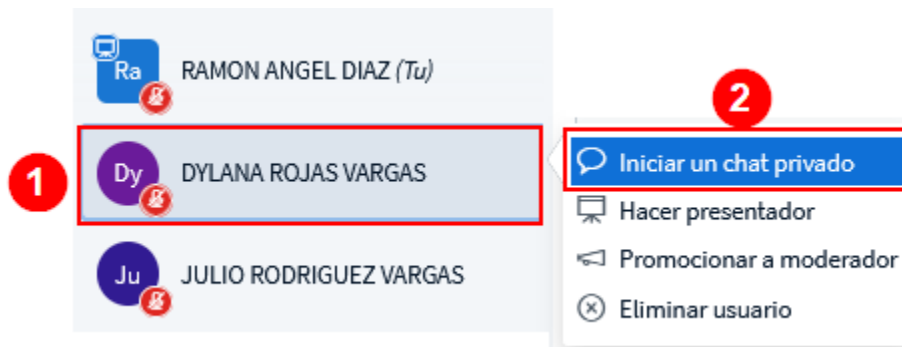 Ra
RAMON ANGEL DIAZ (Tu)
2
1
Dy
DYLANA ROJAS VARGAS
Iniciar un chat privado
Hacer presentador
Promocionar a moderador
Ju
JULIO RODRIGUEZ VARGAS
Eliminar usuario